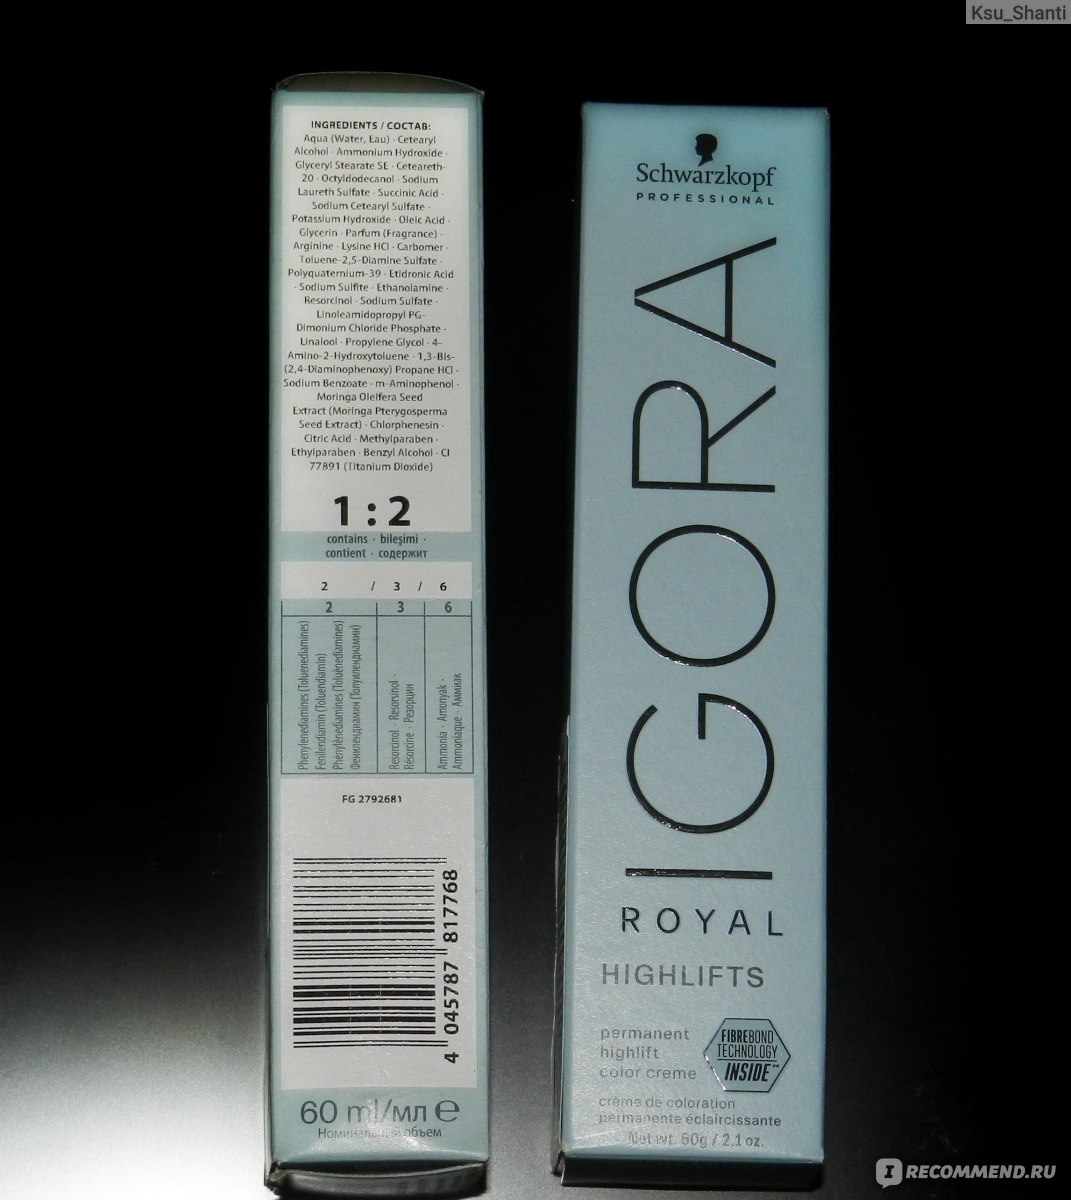 Ksu_Shanti
INGREDIENTS / СОСТАВ:
Aqua (Water, Eau) · Cetearyl
Alcohol · Ammonium Hydroxide ·
Glyceryl Stearate SE · Ceteareth-
20 · Octyldodecanol · Sodium
Laureth Sulfate · Succinic Acid ·
Sodium Cetearyl Sulfate ·
Potassium Hydroxide · Oleic Acid ·
Glycerin · Parfum (Fragrance) ·
Arginine · Lysine HCl · Carbomer ·
Toluene-2,5-Diamine Sulfate ·
Polyquaternium-39 · Etidronic Acid
· Sodium Sulfite · Ethanolamine ·
Resorcinol · Sodium Sulfate ·
Linoleamidopropyl PG-
Dimonium Chloride Phosphate ·
Linalool · Propylene Glycol · 4-
Amino-2-Hydroxytoluene · 1,3-Bis-
(2,4-Diaminophenoxy) Propane HCl ·
Sodium Benzoate · m-Aminophenol ·
Moringa Oleifera Seed
Extract (Moringa Pterygosperma
Seed Extract) · Chlorphenesin ·
Citric Acid · Methylparaben ·
Ethylparaben · Benzyl Alcohol · CI
77891 (Titanium Dioxide)
1 : 2
contains · bileşimi ·
contient · содержит
2 / 3 / 6
2 3 6
Phenylenediamines (Toluenediamines)
Fenilendiamin (Toluendiamin)
Phénylènediamines (Toluènediamines)
Фенилендиамин (Толуилендиамин)
Resorcinol · Resorsinol ·
Résorcine · Резорцин
Ammonia · Amonyak ·
Ammoniaque · Аммиак
FG 2792681
4 045787 817768
60 ml/мл e
Номинальный объем
Schwarzkopf
PROFESSIONAL
IGORA
ROYAL
HIGHLIFTS
permanent
highlift
color creme
FIBREBOND
TECHNOLOGY
INSIDE**
crème de coloration
permanente éclaircissante
Net wt. 60g / 2.1 oz.
IRECOMMEND.RU